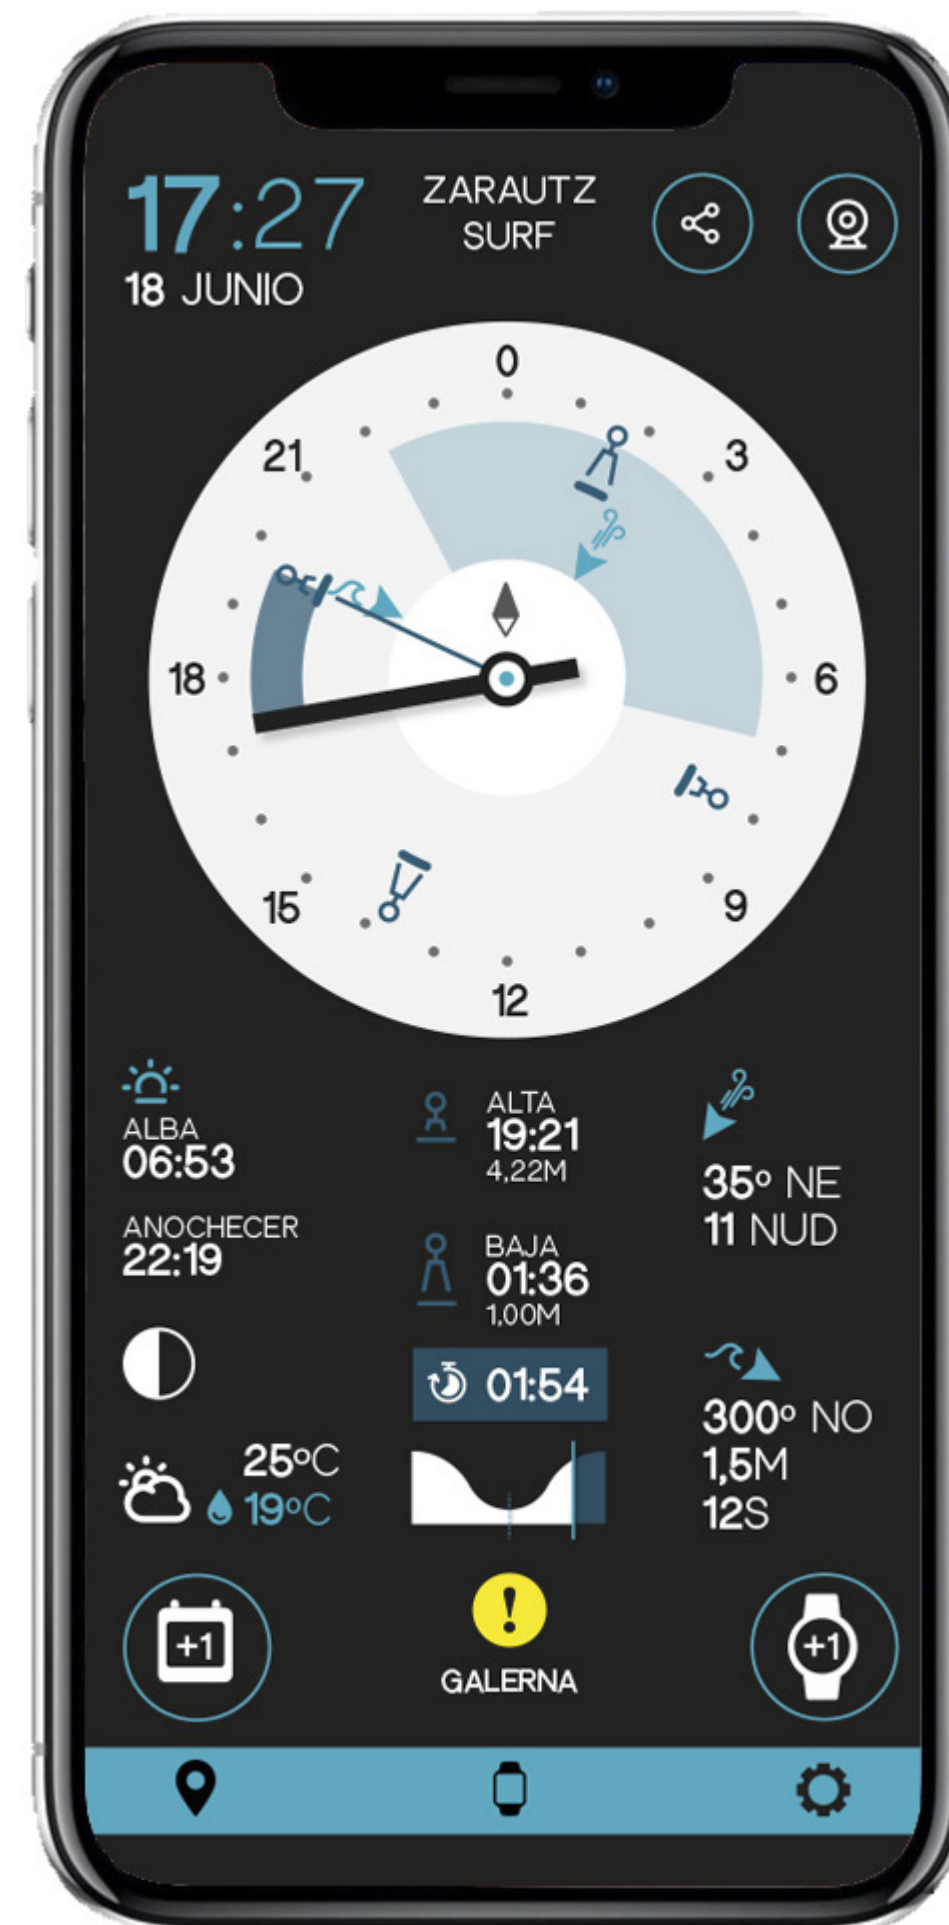 17:27
18 JUNIO
ZARAUTZ
SURF
0
3
6
9
12
15
18
21
ALBA
06:53
ANOCHECER
22:19
25ºC
19ºC
ALTA
19:21
4,22M
BAJA
01:36
1,00M
01:54
35º NE
11 NUD
300º NO
1,5M
12S
+1
!
GALERNA
+1